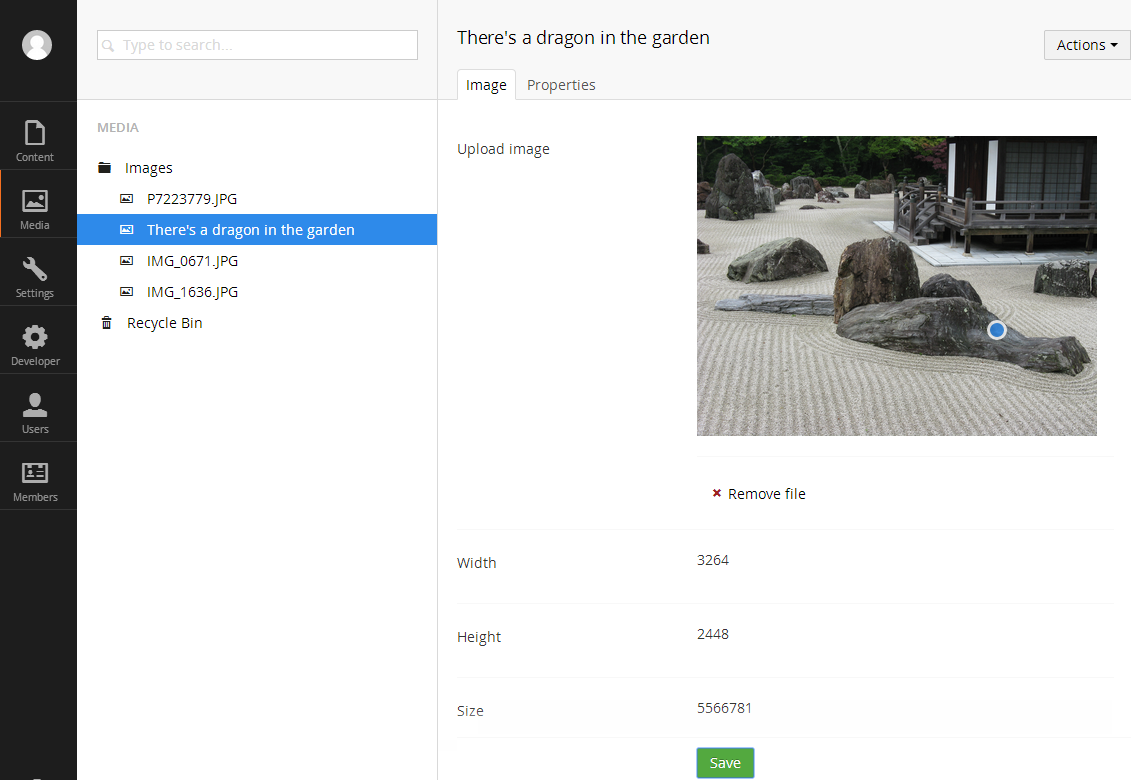 Type to search...
There's a dragon in the garden
Actions
Image
Properties
Content
Media
Settings
Developer
Users
Members
MEDIA
Images
P7223779.JPG
There's a dragon in the garden
IMG_0671.JPG
IMG_1636.JPG
Recycle Bin
Upload image
Remove file
Width
3264
Height
2448
Size
5566781
Save